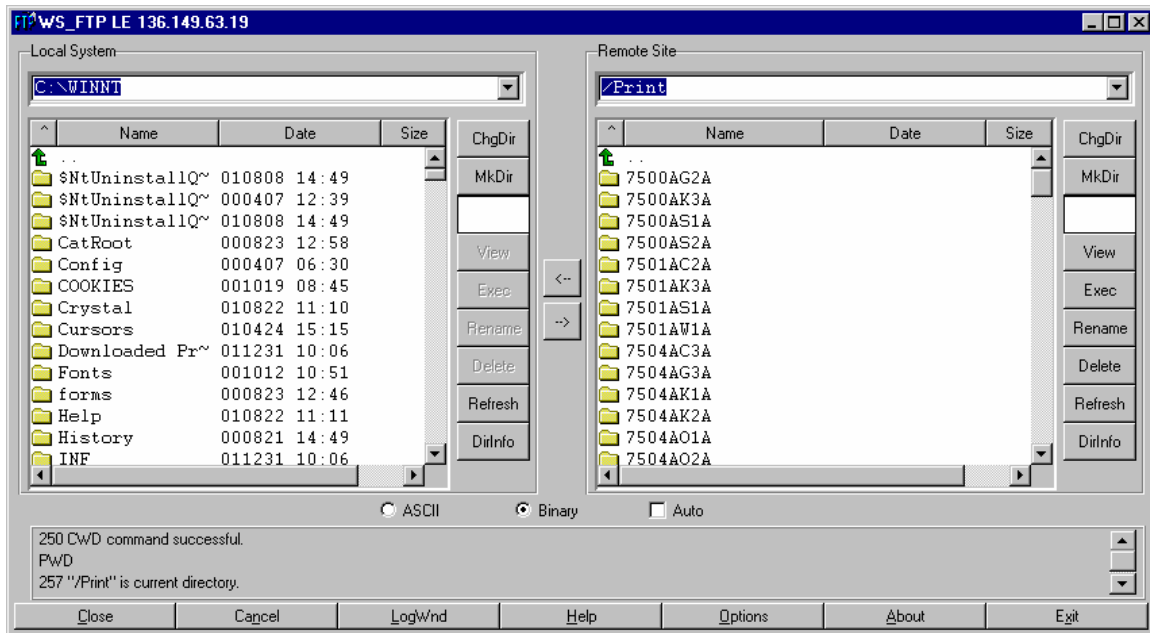 WS_FTP LE 136.149.63.19
Local System
C:\WINNT
^ Name Date Size
..
$NtUninstallQ~ 010808 14:49
$NtUninstallQ~ 000407 12:39
$NtUninstallQ~ 010808 14:49
CatRoot 000823 12:58
Config 000407 06:30
COOKIES 001019 08:45
Crystal 010822 11:10
Cursors 010424 15:15
Downloaded Pr~ 011231 10:06
Fonts 001012 10:51
forms 000823 12:46
Help 010822 11:11
History 000821 14:49
INF 011231 10:06
ChgDir
MkDir
View
Exec
Rename
Delete
Refresh
DirInfo
<--
-->
Remote Site
/Print
^ Name Date Size
..
7500AG2A
7500AK3A
7500AS1A
7500AS2A
7501AC2A
7501AK3A
7501AS1A
7501AW1A
7504AC3A
7504AG3A
7504AK1A
7504AK2A
7504AO1A
7504AO2A
ChgDir
MkDir
View
Exec
Rename
Delete
Refresh
DirInfo
ASCII Binary Auto
250 CWD command successful.
PWD
257 "/Print" is current directory.
Close Cancel LogWnd Help Options About Exit